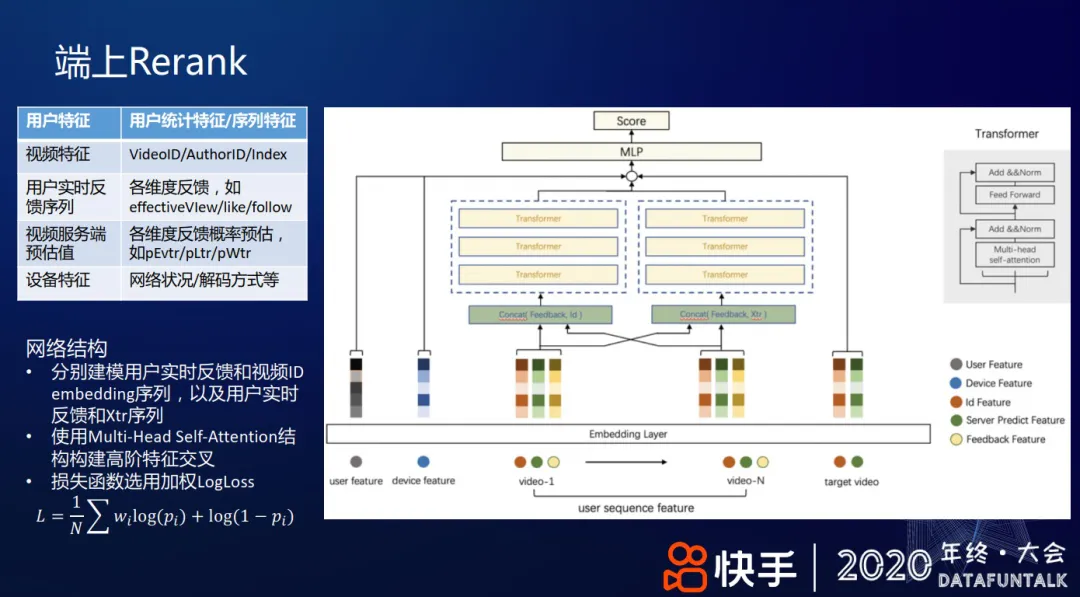 端上Rerank
用户特征 用户统计特征/序列特征
视频特征 VideoID/AuthorID/Index
用户实时反
馈序列
各维度反馈，如
effectiveVIew/like/follow
视频服务端
预估值
各维度反馈概率预估，
如pEvtr/pLtr/pWtr
设备特征 网络状况/解码方式等
网络结构
• 分别建模用户实时反馈和视频ID
embedding序列，以及用户实时
反馈和Xtr序列
• 使用Multi-Head Self-Attention结
构构建高阶特征交叉
• 损失函数选用加权LogLoss
L = 1/N ∑ wᵢlog(pᵢ) + log(1 − pᵢ)
Score
MLP
Transformer Transformer
Transformer Transformer
Transformer Transformer
Concat( Feedback, Id ) Concat( Feedback, Xtr )
Embedding Layer
user feature device feature video-1 video-N target video
user sequence feature
Transformer
Add &&Norm
Feed Forward
Add &&Norm
Multi-head
self-attention
User Feature
Device Feature
Id Feature
Server Predict Feature
Feedback Feature
快手 2020 年终·大会
DATAFUNTALK